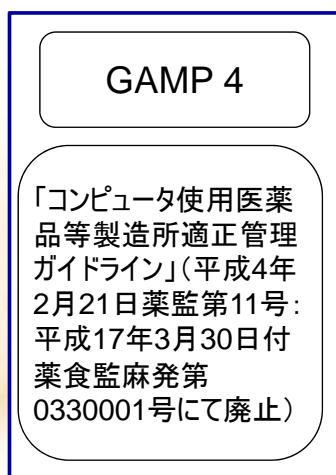 GAMP 4
「コンピュータ使用医薬
品等製造所適正管理
ガイドライン」(平成4年
2月21日薬監第11号:
平成17年3月30日付
薬食監麻発第
0330001号にて廃止)